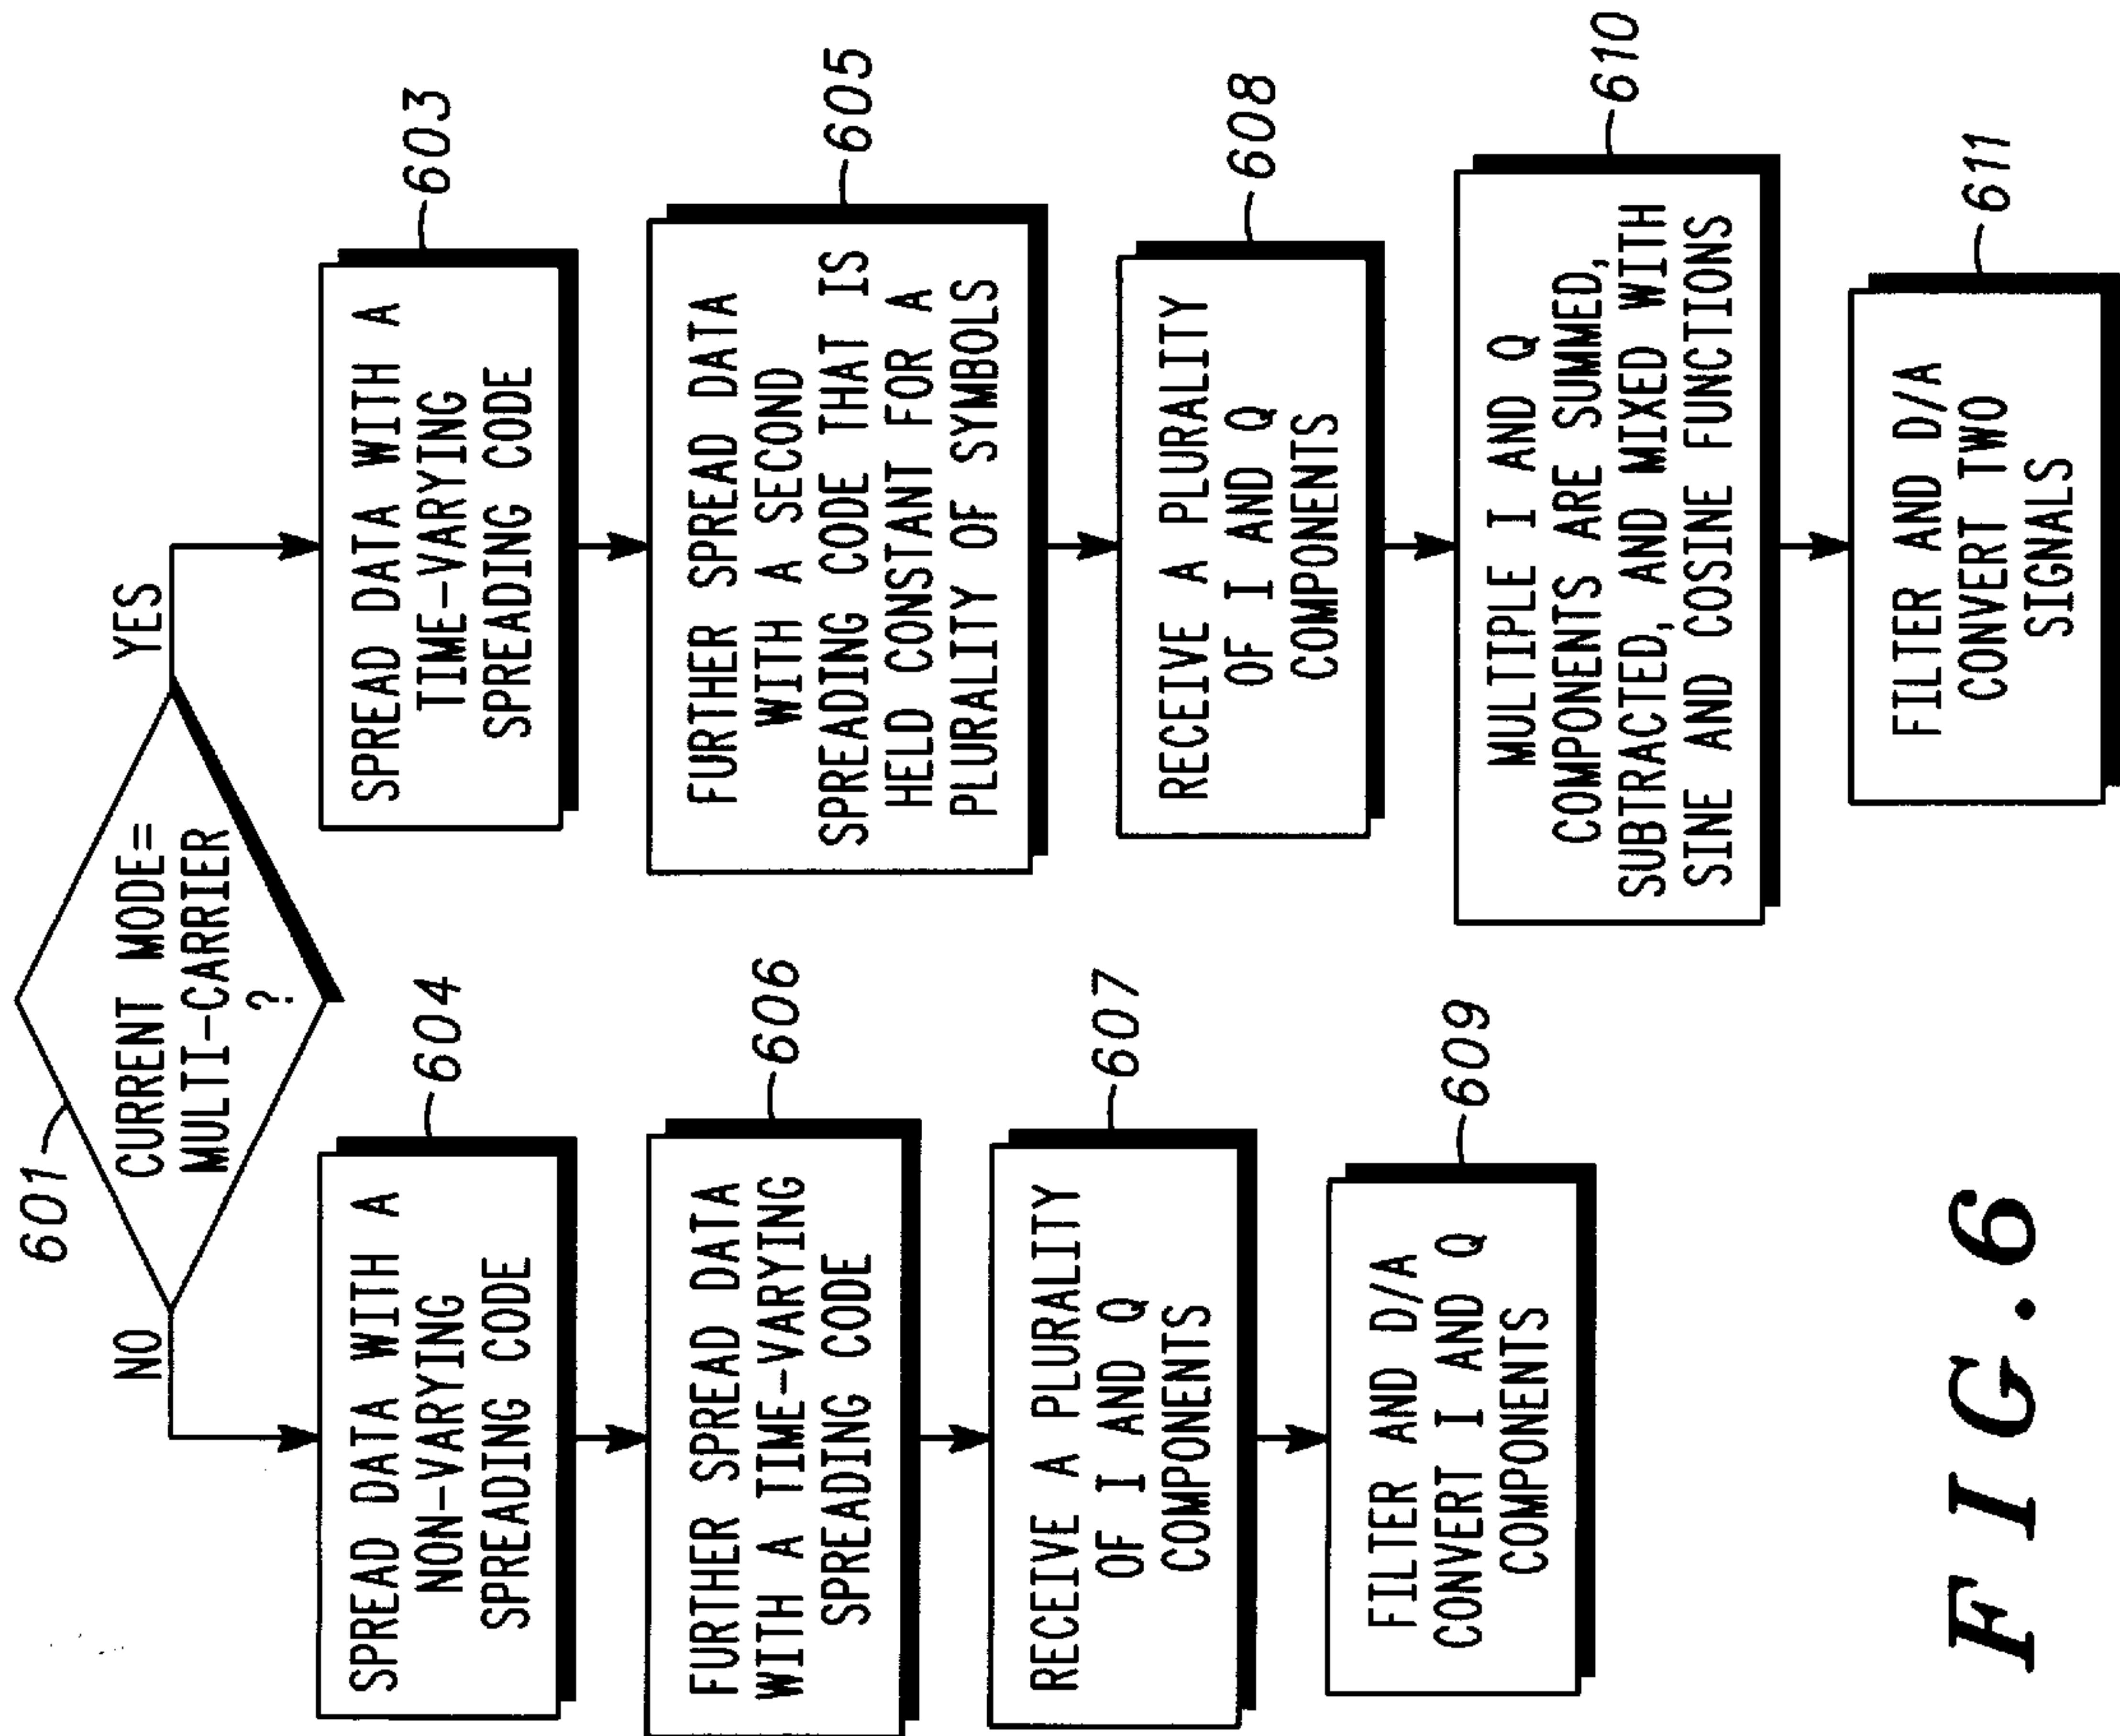 601
CURRENT MODE=
MULTI-CARRIER
?
NO
YES
604
SPREAD DATA WITH A
NON-VARYING
SPREADING CODE
606
FURTHER SPREAD DATA
WITH A TIME-VARYING
SPREADING CODE
607
RECEIVE A PLURALITY
OF I AND Q
COMPONENTS
609
FILTER AND D/A
CONVERT I AND Q
COMPONENTS
603
SPREAD DATA WITH A
TIME-VARYING
SPREADING CODE
605
FURTHER SPREAD DATA
WITH A SECOND
SPREADING CODE THAT IS
HELD CONSTANT FOR A
PLURALITY OF SYMBOLS
608
RECEIVE A PLURALITY
OF I AND Q
COMPONENTS
610
MULTIPLE I AND Q
COMPONENTS ARE SUMMED,
SUBTRACTED, AND MIXED WITH
SINE AND COSINE FUNCTIONS
611
FILTER AND D/A
CONVERT TWO
SIGNALS
FIG.6